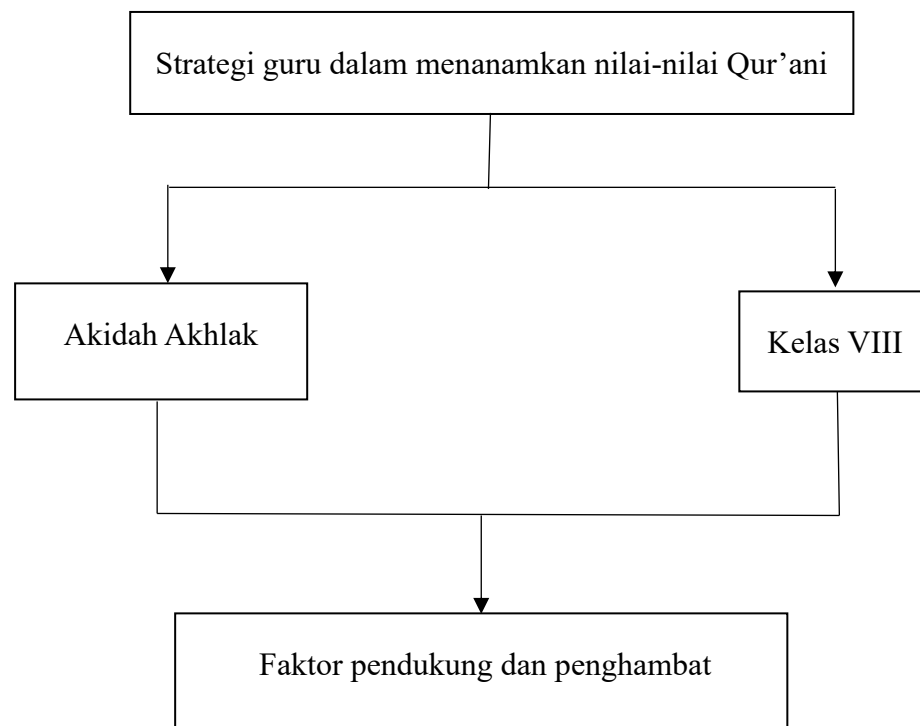 Strategi guru dalam menanamkan nilai-nilai Qur’ani
Akidah Akhlak
Kelas VIII
Faktor pendukung dan penghambat